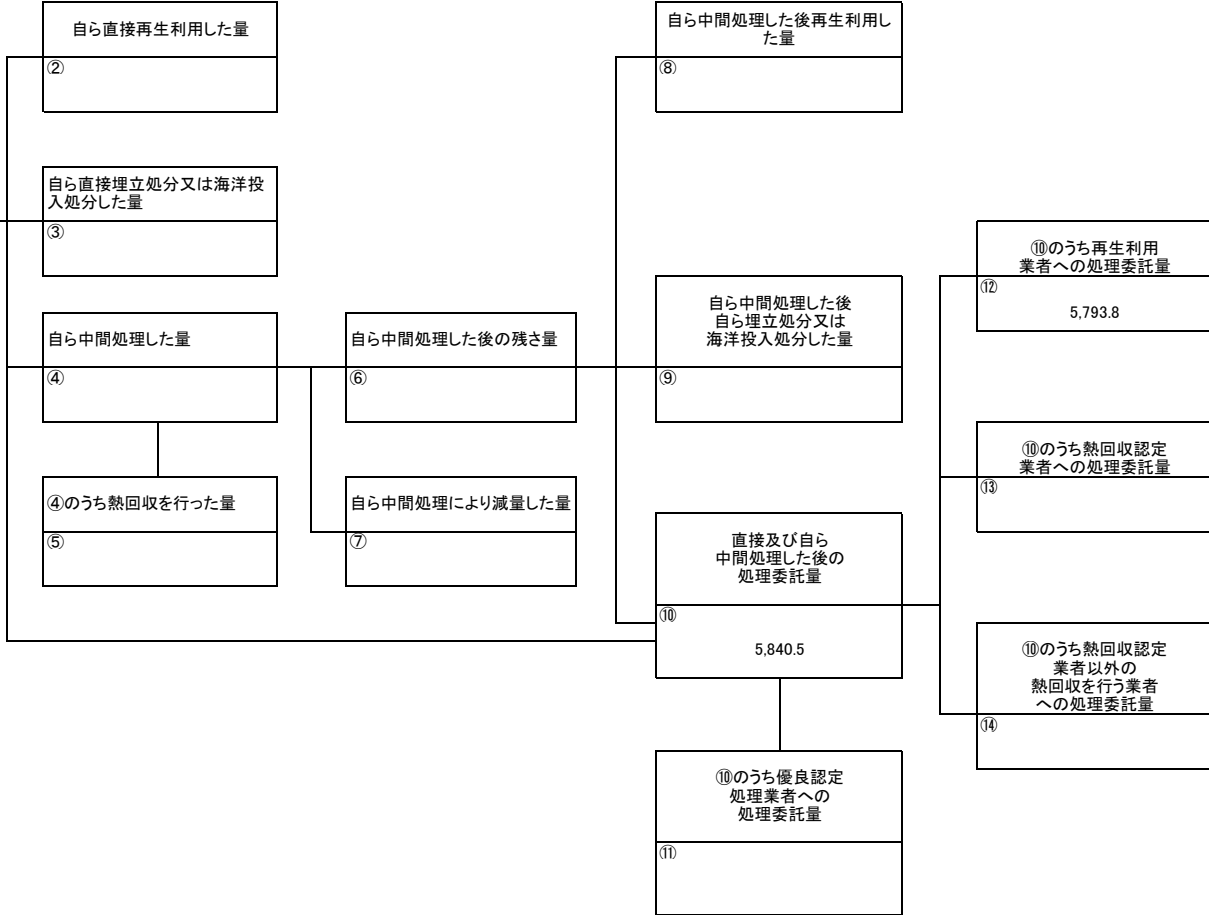 自ら直接再生利用した量
②
自ら直接埋立処分又は海洋投
入処分した量
③
自ら中間処理した量
④
④のうち熱回収を行った量
⑤
自ら中間処理した後の残さ量
⑥
自ら中間処理により減量した量
⑦
自ら中間処理した後再生利用し
た量
⑧
自ら中間処理した後
自ら埋立処分又は
海洋投入処分した量
⑨
直接及び自ら
中間処理した後の
処理委託量
⑩
5,840.5
⑩のうち優良認定
処理業者への
処理委託量
⑪
⑩のうち再生利用
業者への処理委託量
⑫
5,793.8
⑩のうち熱回収認定
業者への処理委託量
⑬
⑩のうち熱回収認定
業者以外の
熱回収を行う業者
への処理委託量
⑭